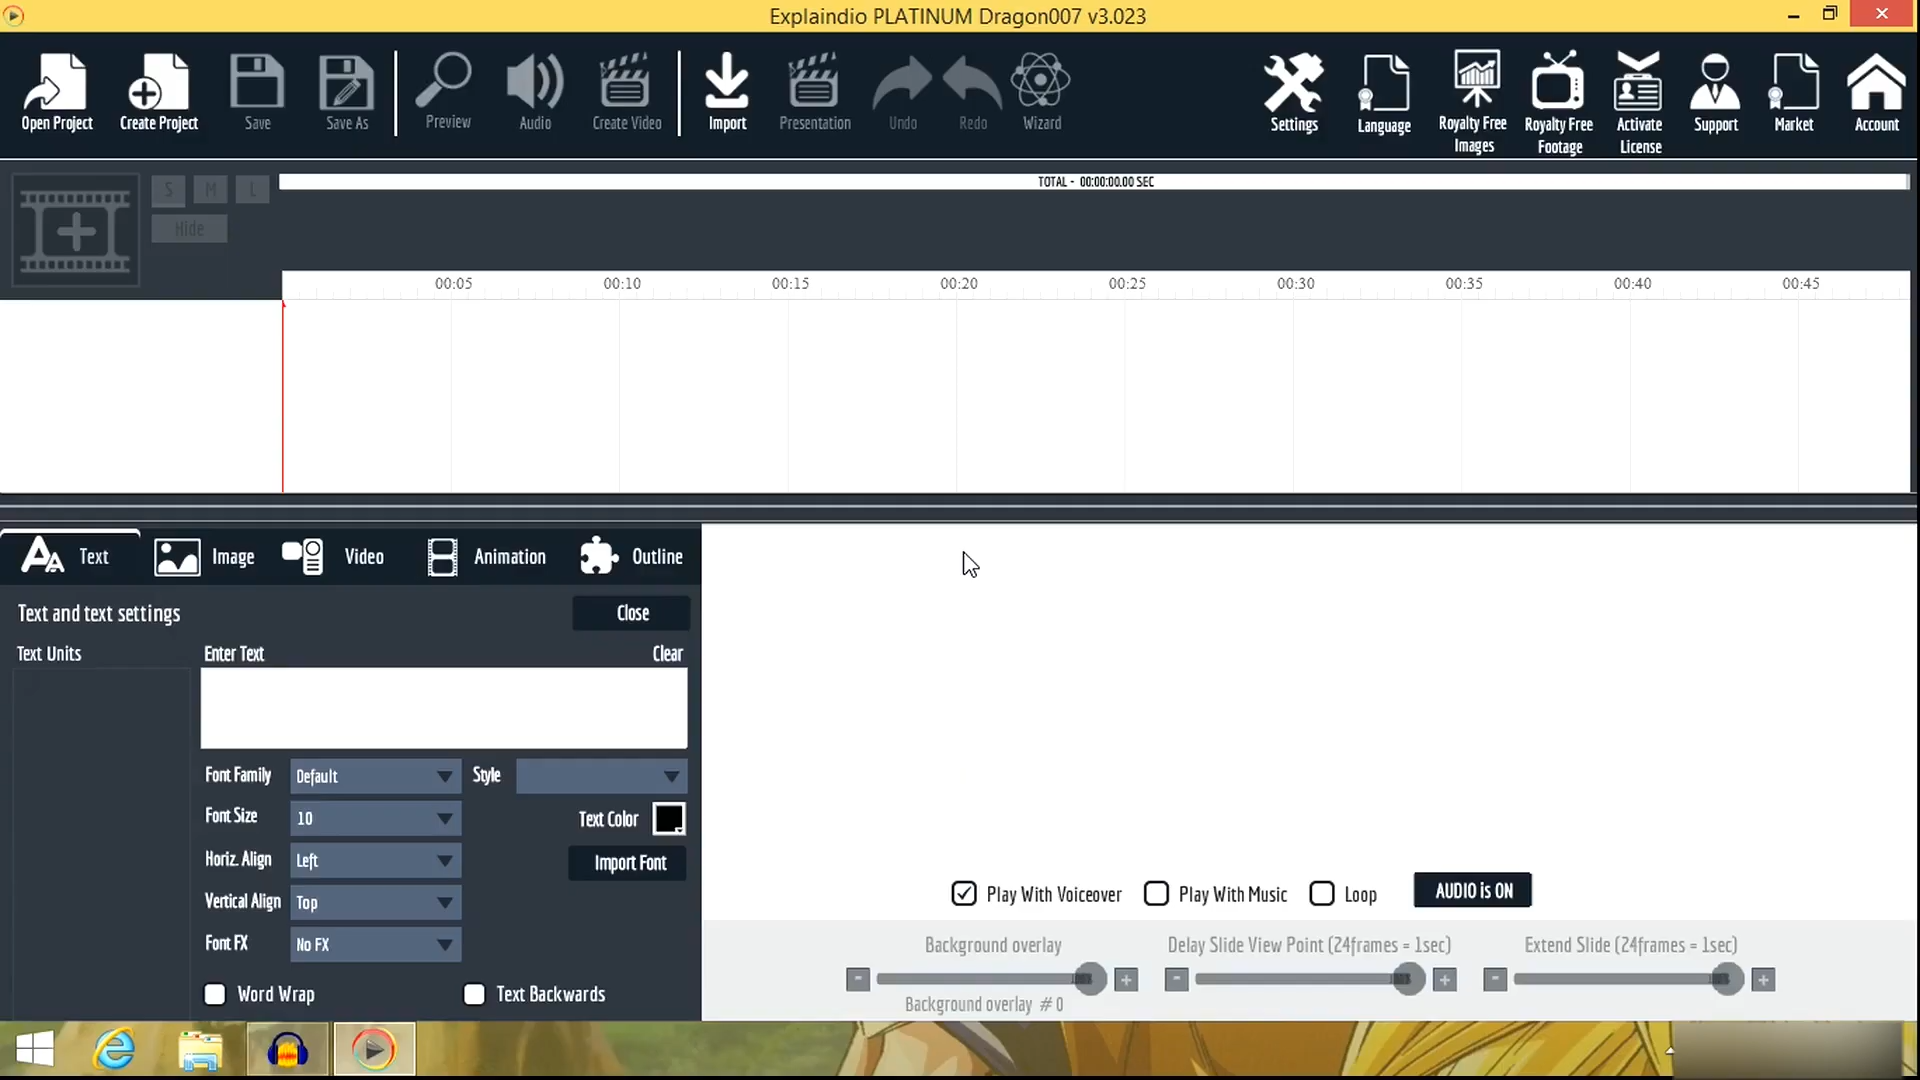 Explaindio PLATINUM Dragon007 v3.023
Open Project
Create Project
Save
Save As
Preview
Audio
Create Video
Import
Presentation
Undo
Redo
Wizard
Settings
Language
Royalty Free
Images
Royalty Free
Footage
Activate
License
Support
Market
Account
S M L
Hide
TOTAL - 00:00:00.00 SEC
00:05 00:10 00:15 00:20 00:25 00:30 00:35 00:40 00:45
Text
Image
Video
Animation
Outline
Text and text settings
Close
Text Units
Enter Text
Clear
Font Family Default Style
Font Size 10 Text Color
Horiz. Align Left Import Font
Vertical Align Top
Font FX No FX
Word Wrap Text Backwards
Play With Voiceover Play With Music Loop AUDIO is ON
Background overlay
Delay Slide View Point (24frames = 1sec)
Extend Slide (24frames = 1sec)
- + - + - +
Background overlay # 0